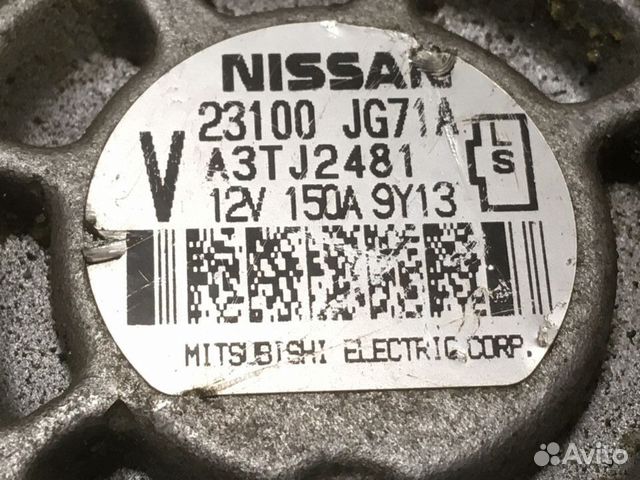 NISSAN
23100 JG71A
V A3TJ2481
L
S
12V 150A 9Y13
MITSUBISHI ELECTRIC CORP.
Avito